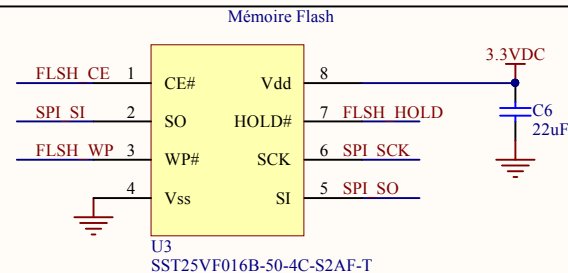 Mémoire Flash
3.3VDC
FLSH_CE 1 CE# Vdd 8
SPI_SI 2 SO HOLD# 7 FLSH_HOLD
C6
22uF
FLSH_WP 3 WP# SCK 6 SPI_SCK
4 Vss SI 5 SPI_SO
U3
SST25VF016B-50-4C-S2AF-T